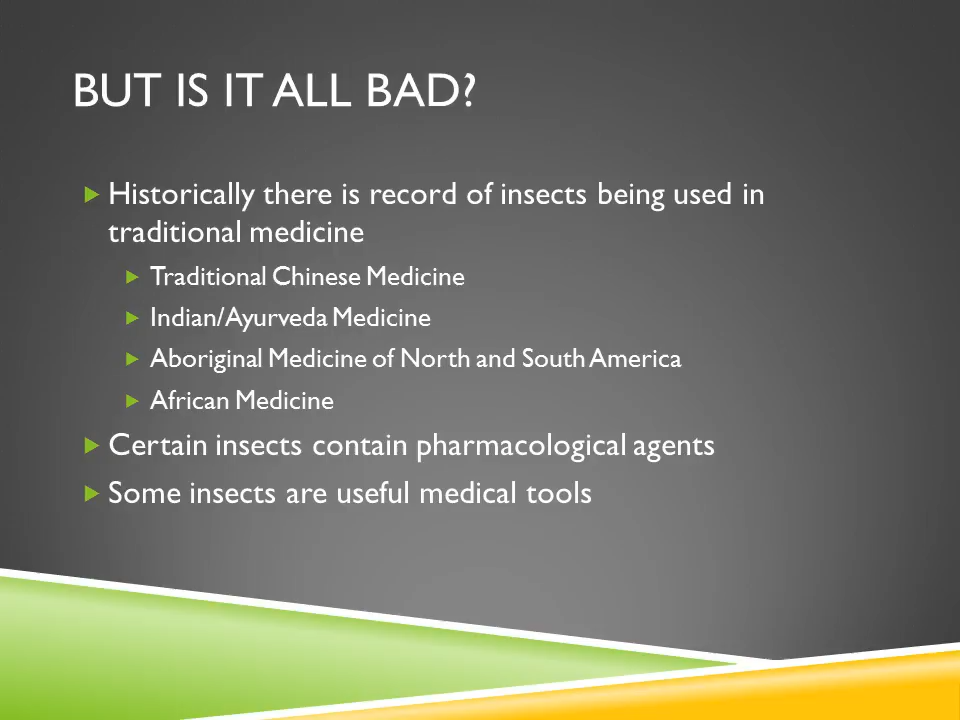 BUT IS IT ALL BAD?
Historically there is record of insects being used in
traditional medicine
Traditional Chinese Medicine
Indian/Ayurveda Medicine
Aboriginal Medicine of North and South America
African Medicine
Certain insects contain pharmacological agents
Some insects are useful medical tools